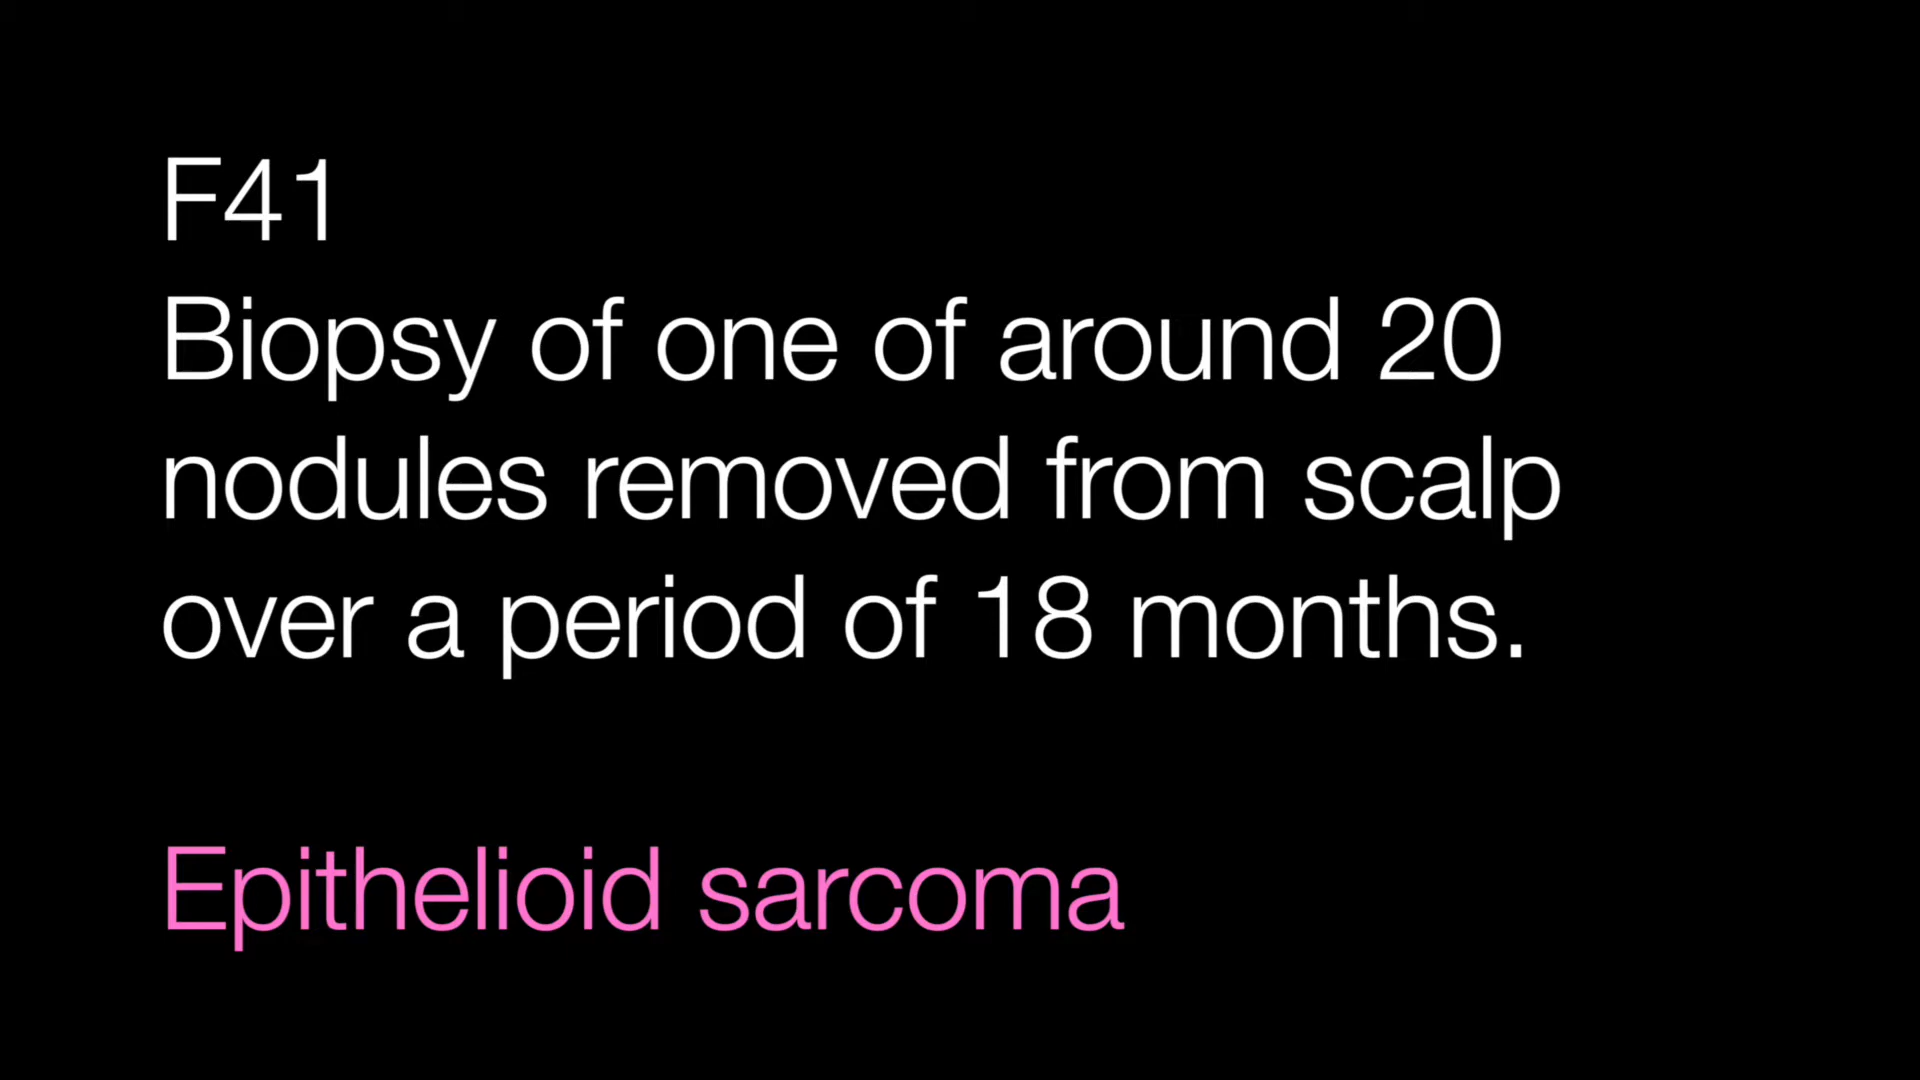 F41
Biopsy of one of around 20
nodules removed from scalp
over a period of 18 months.
Epithelioid sarcoma